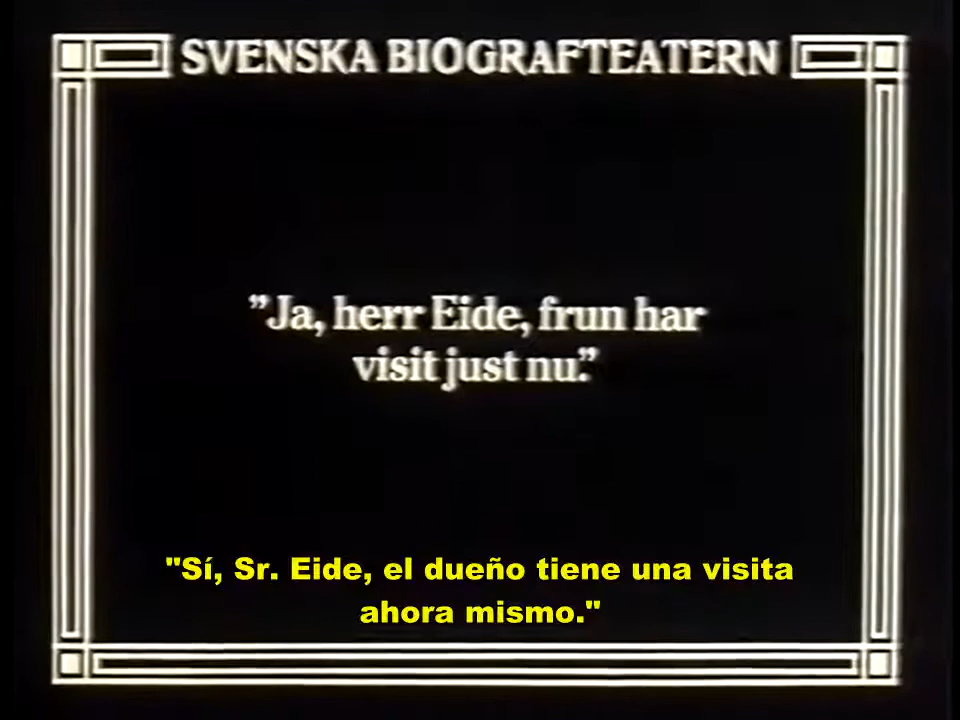 SVENSKA BIOGRAFTEATERN
”Ja, herr Eide, frun har
visit just nu.”
"Sí, Sr. Eide, el dueño tiene una visita
ahora mismo."